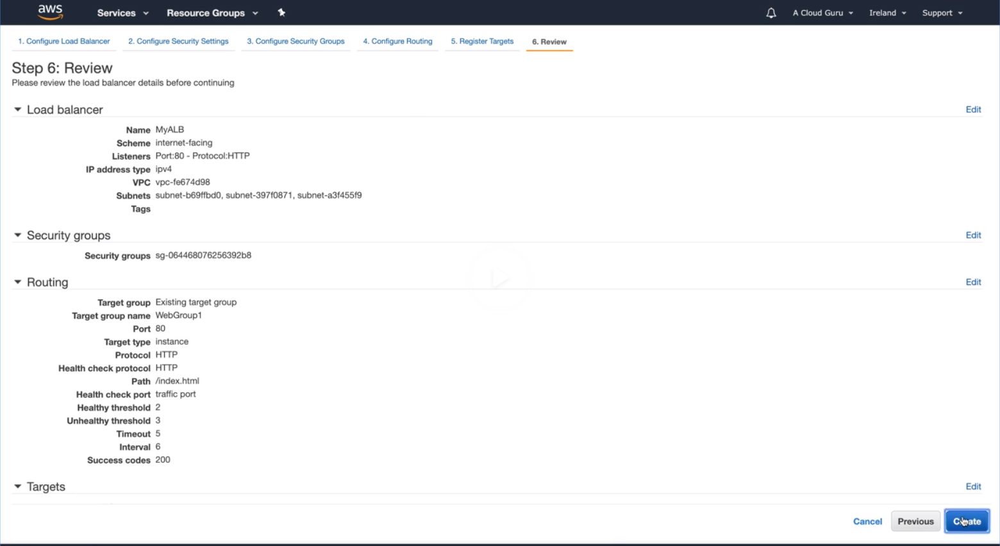 aws Services Resource Groups A Cloud Guru Ireland Support
1. Configure Load Balancer 2. Configure Security Settings 3. Configure Security Groups 4. Configure Routing 5. Register Targets 6. Review
Step 6: Review
Please review the load balancer details before continuing
Load balancer Edit
Name MyALB
Scheme internet-facing
Listeners Port:80 - Protocol:HTTP
IP address type ipv4
VPC vpc-fe674d98
Subnets subnet-b69ffbd0, subnet-397f0871, subnet-a3f455f9
Tags
Security groups Edit
Security groups sg-064468076256392b8
Routing Edit
Target group Existing target group
Target group name WebGroup1
Port 80
Target type instance
Protocol HTTP
Health check protocol HTTP
Path /index.html
Health check port traffic port
Healthy threshold 2
Unhealthy threshold 3
Timeout 5
Interval 6
Success codes 200
Targets Edit
Cancel Previous Create